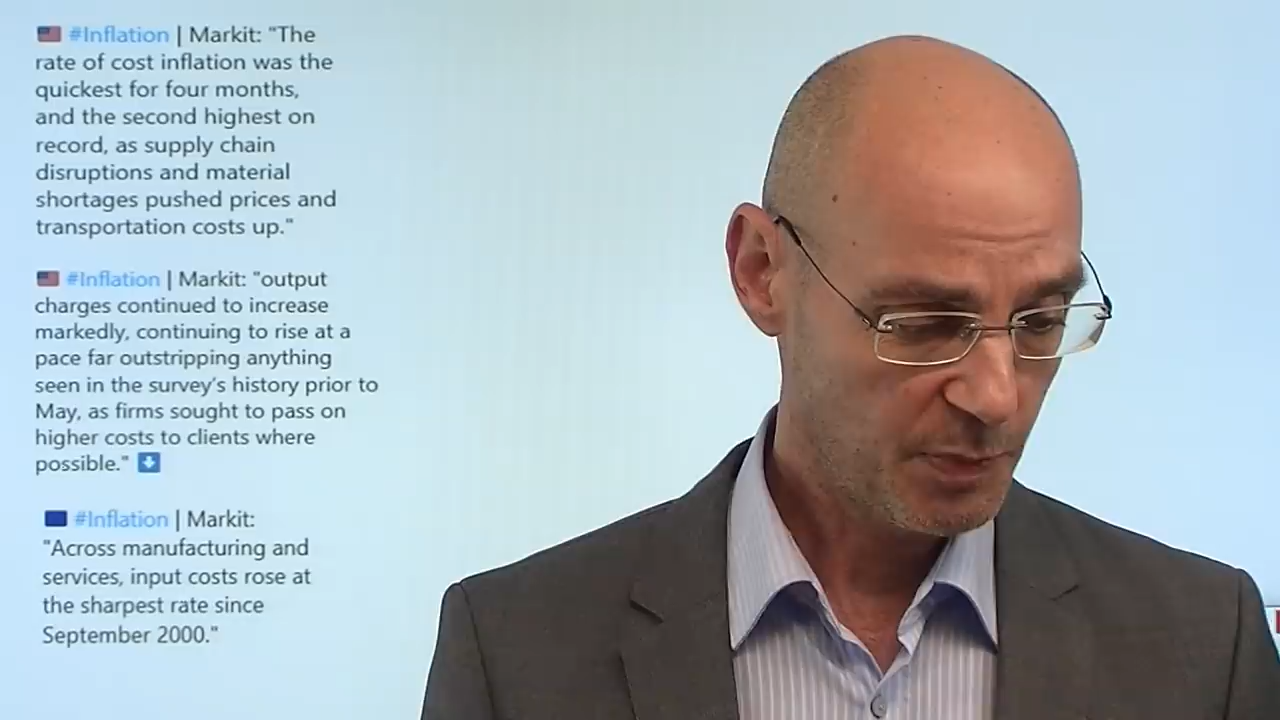 #Inflation | Markit: "The
rate of cost inflation was the
quickest for four months,
and the second highest on
record, as supply chain
disruptions and material
shortages pushed prices and
transportation costs up."
#Inflation | Markit: "output
charges continued to increase
markedly, continuing to rise at a
pace far outstripping anything
seen in the survey's history prior to
May, as firms sought to pass on
higher costs to clients where
possible."
#Inflation | Markit:
"Across manufacturing and
services, input costs rose at
the sharpest rate since
September 2000."